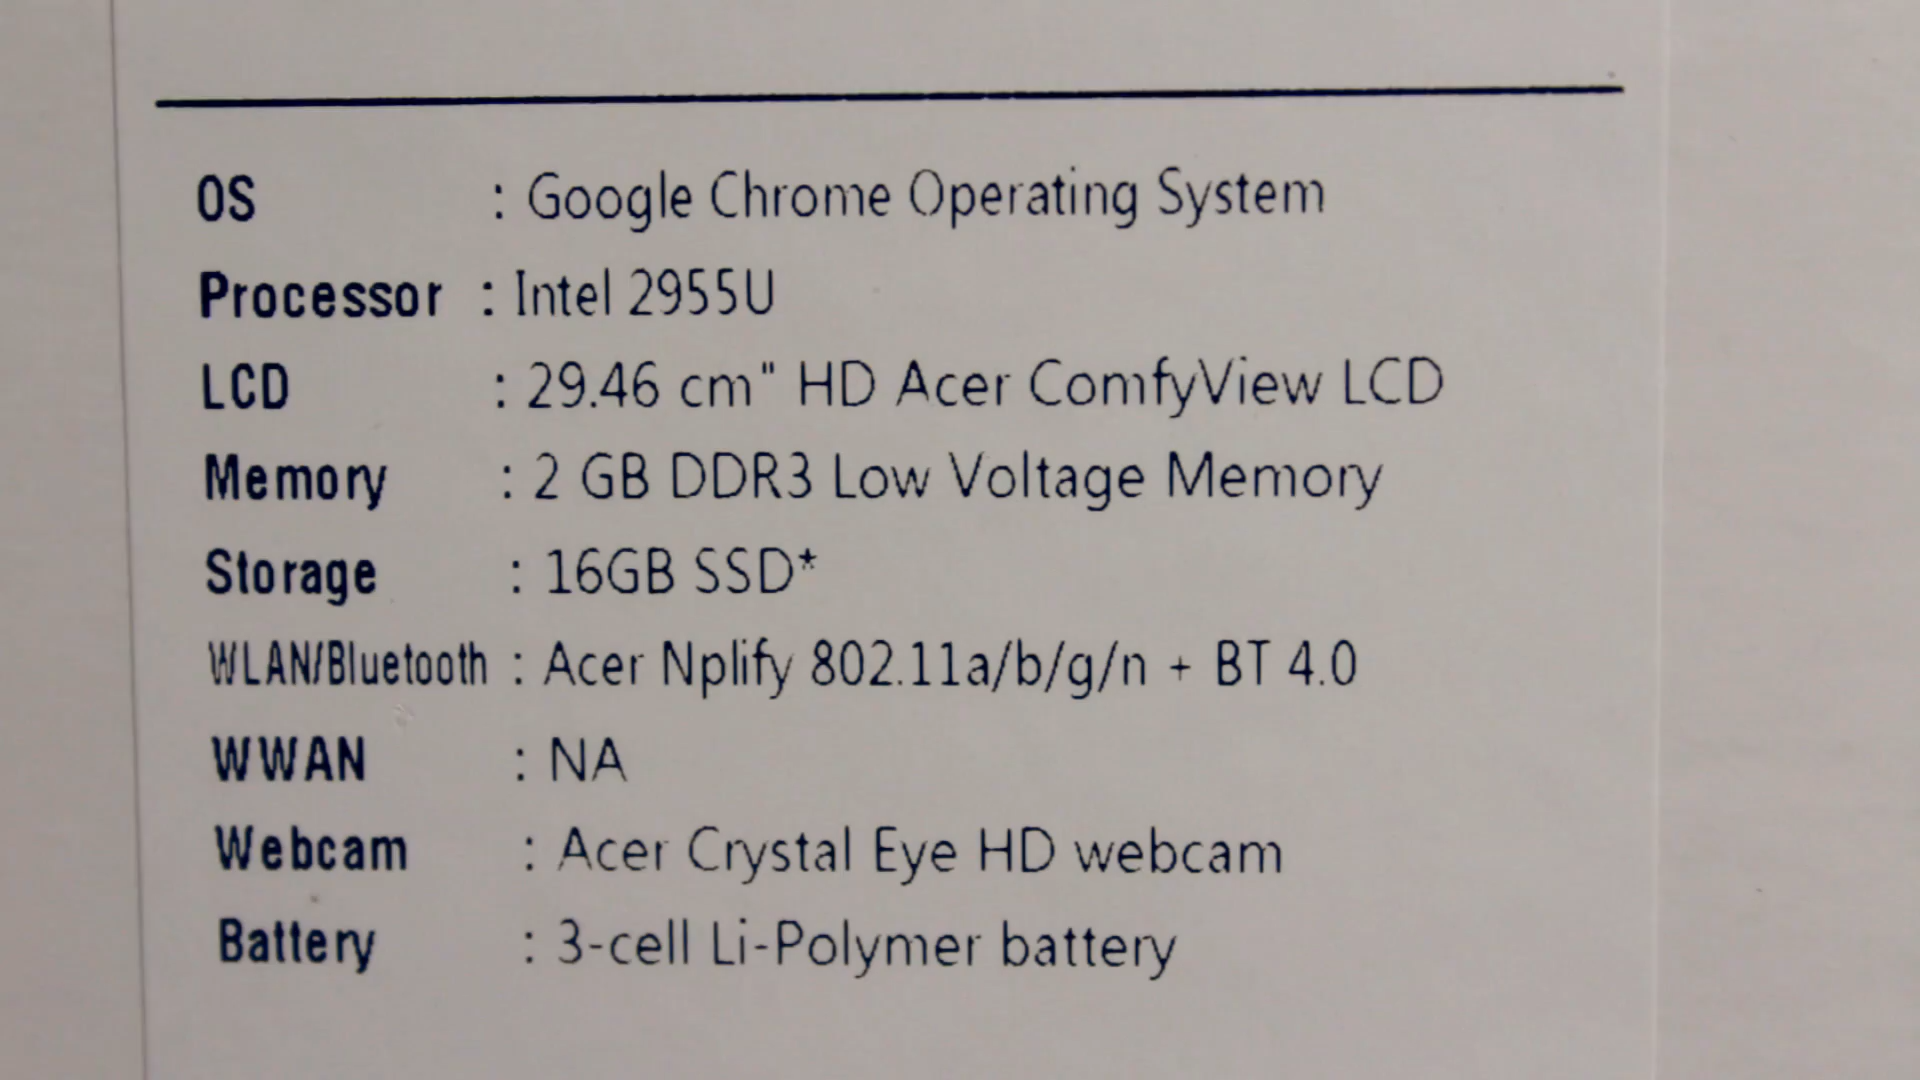 OS : Google Chrome Operating System
Processor : Intel 2955U
LCD : 29.46 cm" HD Acer ComfyView LCD
Memory : 2 GB DDR3 Low Voltage Memory
Storage : 16GB SSD*
WLAN/Bluetooth : Acer Nplify 802.11a/b/g/n + BT 4.0
WWAN : NA
Webcam : Acer Crystal Eye HD webcam
Battery : 3-cell Li-Polymer battery